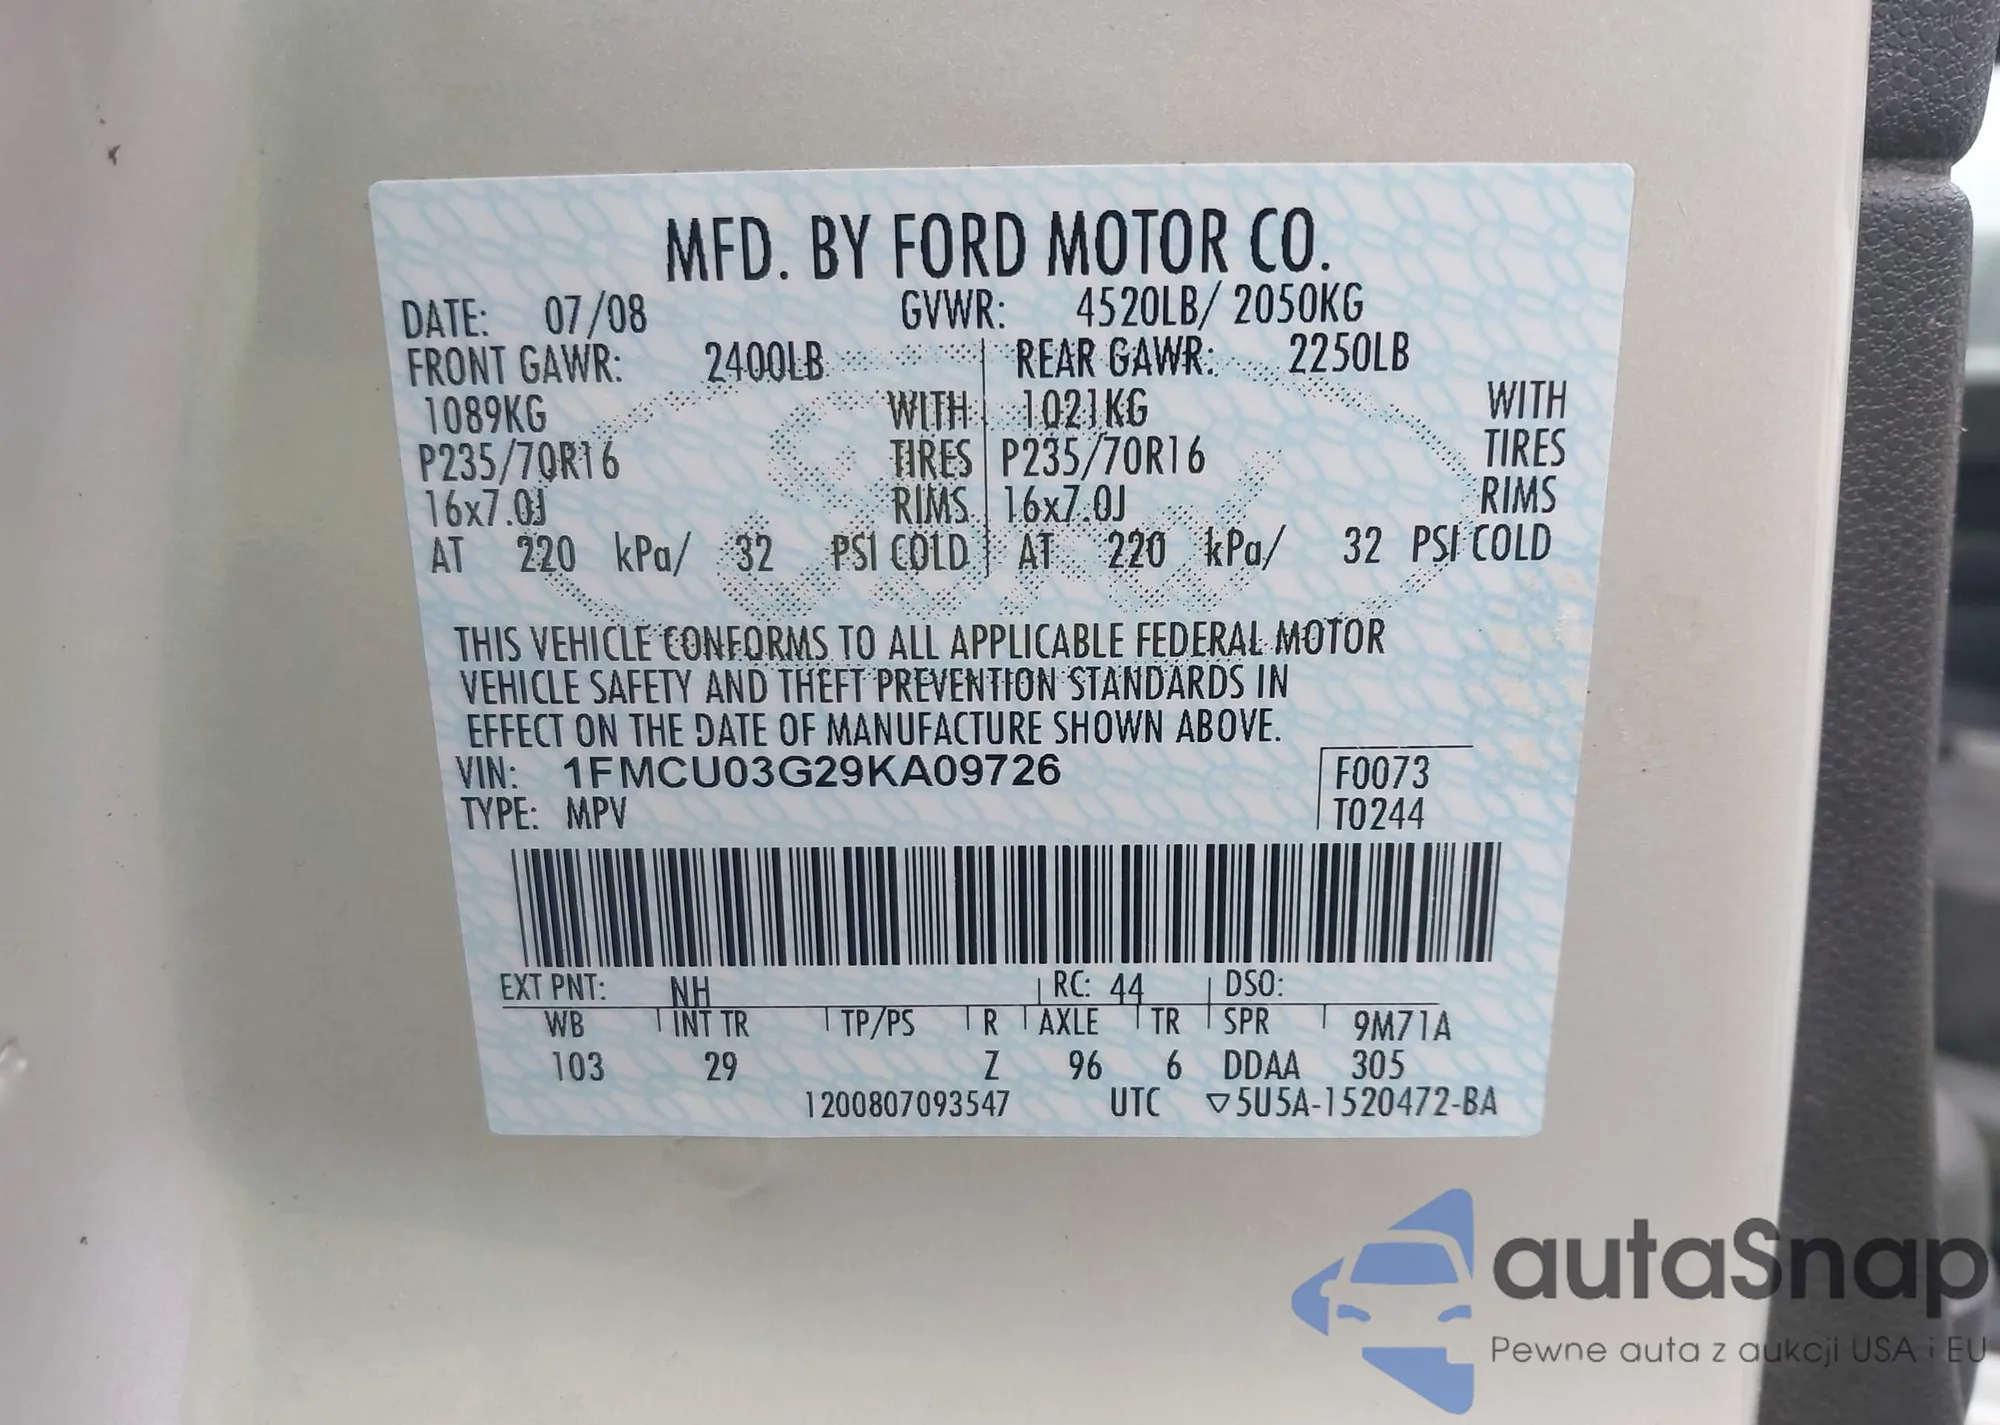 MFD. BY FORD MOTOR CO.
DATE: 07/08 GVWR: 4520LB/ 2050KG
FRONT GAWR: 2400LB REAR GAWR: 2250LB
1089KG WITH 1021KG WITH
P235/70R16 TIRES P235/70R16 TIRES
16x7.0J RIMS 16x7.0J RIMS
AT 220 kPa/ 32 PSI COLD AT 220 kPa/ 32 PSI COLD
THIS VEHICLE CONFORMS TO ALL APPLICABLE FEDERAL MOTOR
VEHICLE SAFETY AND THEFT PREVENTION STANDARDS IN
EFFECT ON THE DATE OF MANUFACTURE SHOWN ABOVE.
VIN: 1FMCU03G29KA09726 F0073
TYPE: MPV T0244
EXT PNT: NH RC: 44 DSO:
WB INT TR TP/PS R AXLE TR SPR 9M71A
103 29 Z 96 6 DDAA 305
1200807093547 UTC ▽5U5A-1520472-BA
autaSnap
Pewne auta z aukcji USA i EU